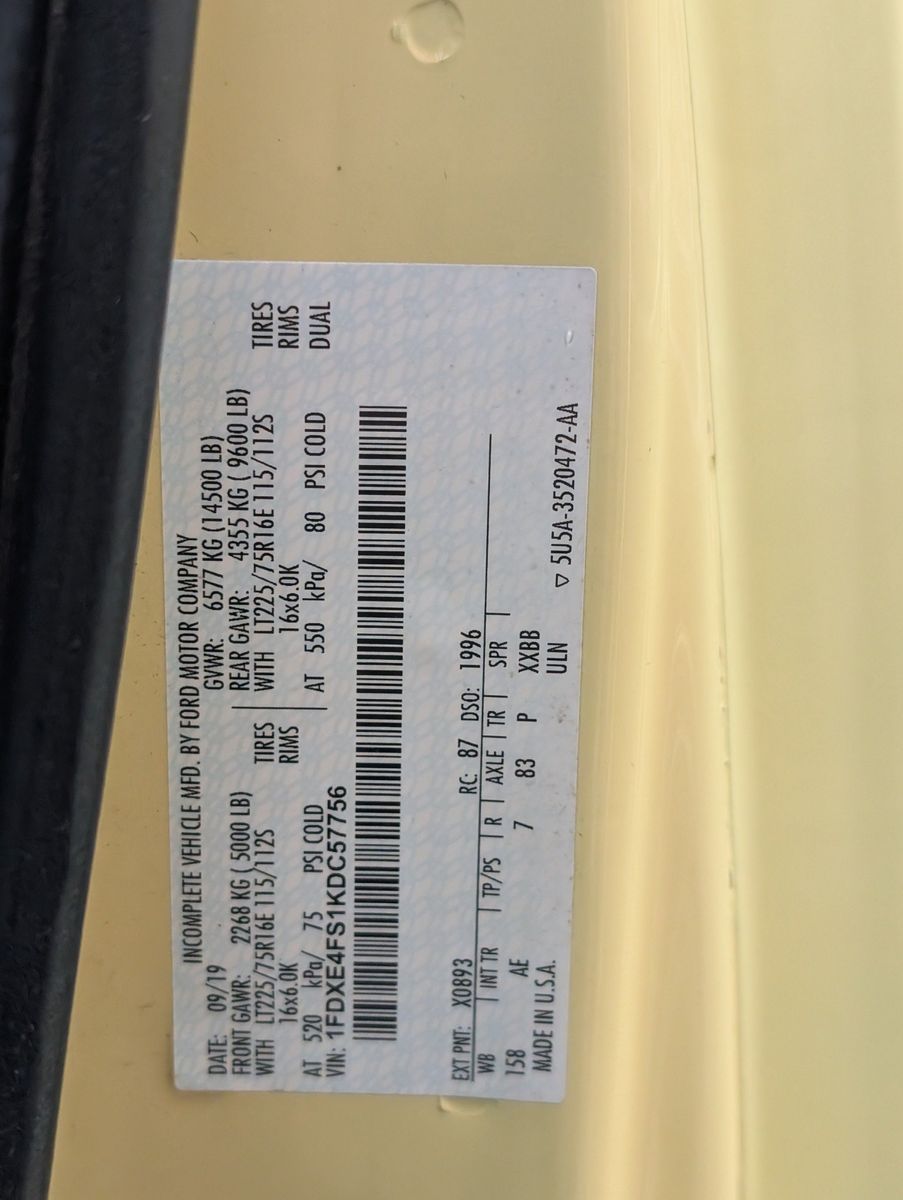 INCOMPLETE VEHICLE MFD. BY FORD MOTOR COMPANY
DATE: 09/19 GVWR: 6577 KG (14500 LB)
FRONT GAWR: 2268 KG ( 5000 LB) REAR GAWR: 4355 KG ( 9600 LB)
WITH LT225/75R16E 115/112S TIRES WITH LT225/75R16E 115/112S TIRES
16x6.0K RIMS 16x6.0K RIMS
AT 520 kPa/ 75 PSI COLD AT 550 kPa/ 80 PSI COLD DUAL
VIN: 1FDXE4FS1KDC57756
EXT PNT: X0893 RC: 87 DSO: 1996
WB | INT TR | TP/PS | R | AXLE | TR | SPR |
158 AE 7 83 P XXBB
MADE IN U.S.A. ULN
▽ 5U5A-3520472-AA